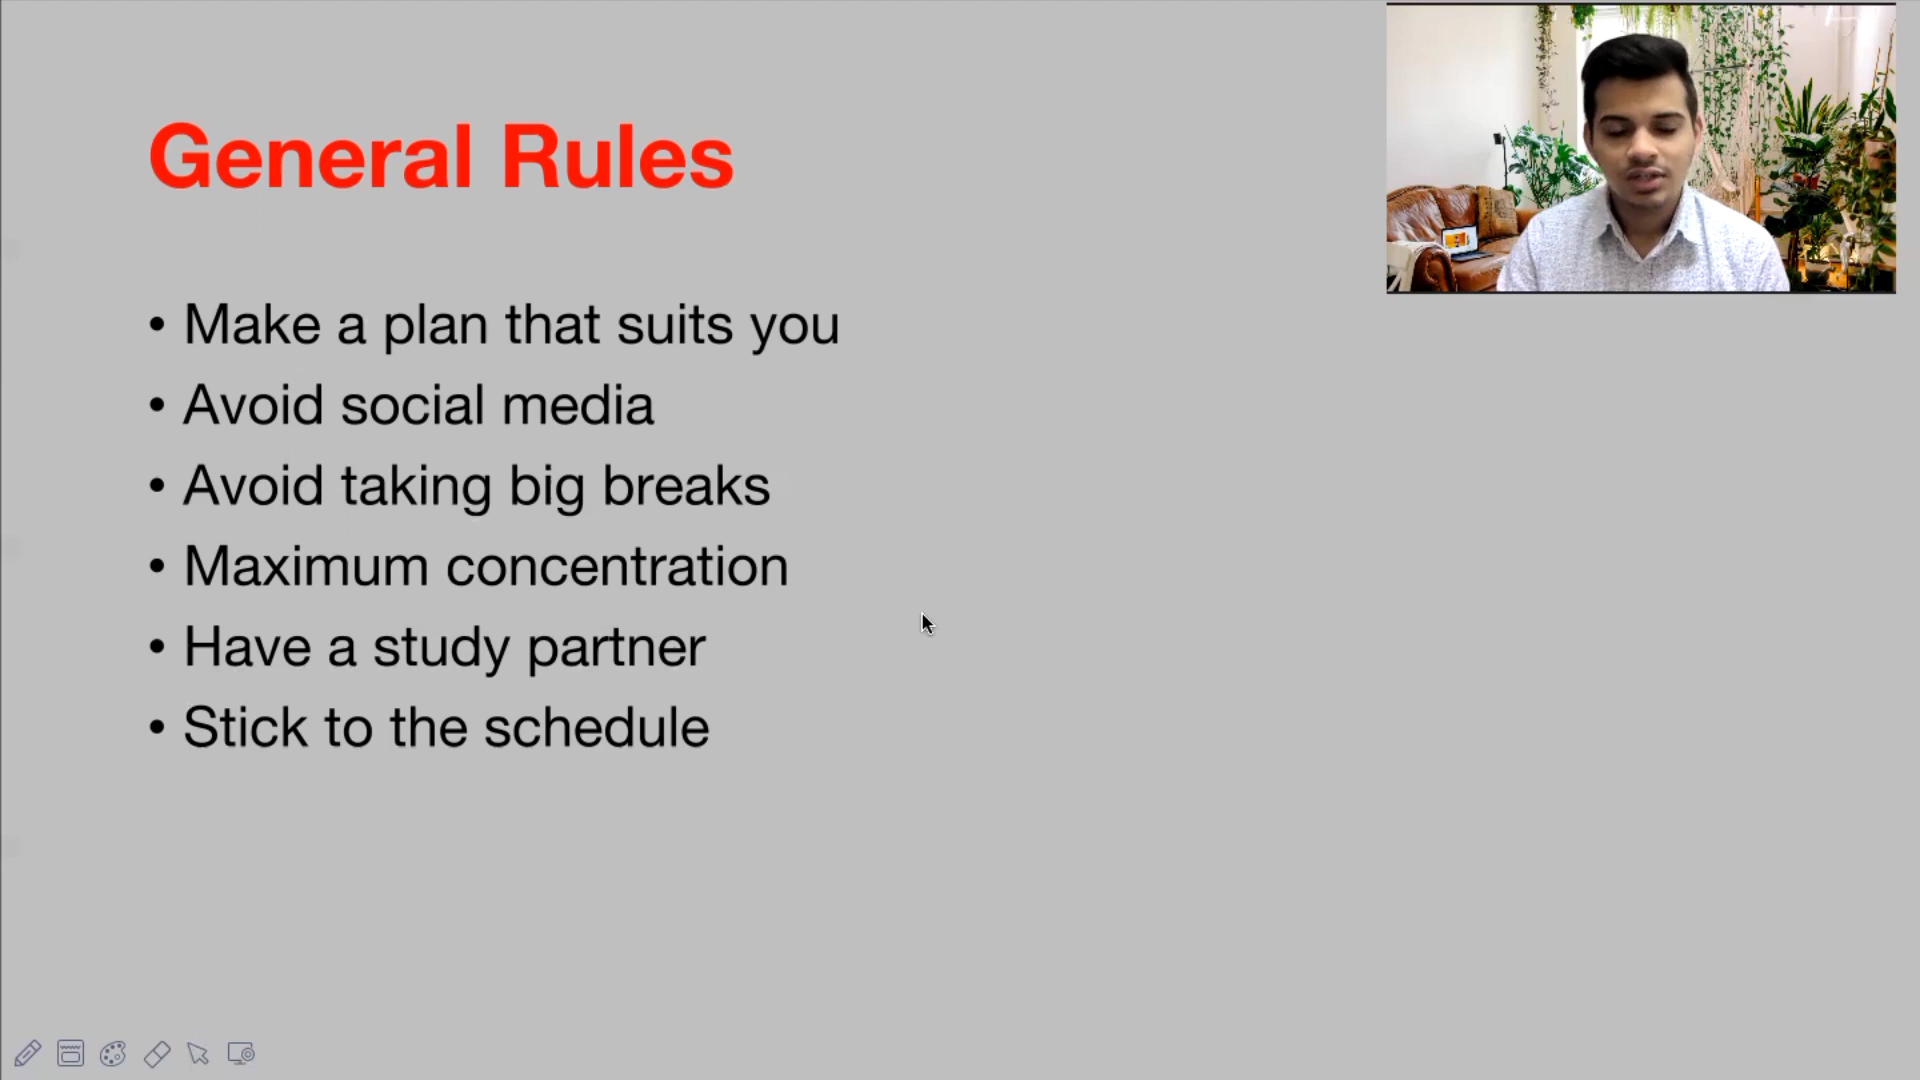 General Rules
• Make a plan that suits you
• Avoid social media
• Avoid taking big breaks
• Maximum concentration
• Have a study partner
• Stick to the schedule